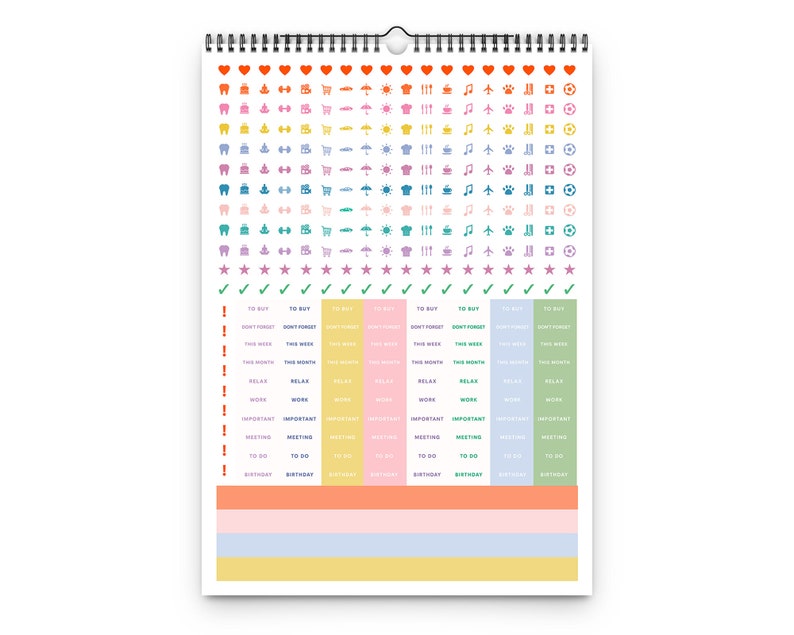 TO BUY TO BUY TO BUY TO BUY TO BUY TO BUY TO BUY TO BUY
DON'T FORGET DON'T FORGET DON'T FORGET DON'T FORGET DON'T FORGET DON'T FORGET DON'T FORGET DON'T FORGET
THIS WEEK THIS WEEK THIS WEEK THIS WEEK THIS WEEK THIS WEEK THIS WEEK THIS WEEK
THIS MONTH THIS MONTH THIS MONTH THIS MONTH THIS MONTH THIS MONTH THIS MONTH THIS MONTH
RELAX RELAX RELAX RELAX RELAX RELAX RELAX RELAX
WORK WORK WORK WORK WORK WORK WORK WORK
IMPORTANT IMPORTANT IMPORTANT IMPORTANT IMPORTANT IMPORTANT IMPORTANT IMPORTANT
MEETING MEETING MEETING MEETING MEETING MEETING MEETING MEETING
TO DO TO DO TO DO TO DO TO DO TO DO TO DO TO DO
BIRTHDAY BIRTHDAY BIRTHDAY BIRTHDAY BIRTHDAY BIRTHDAY BIRTHDAY BIRTHDAY